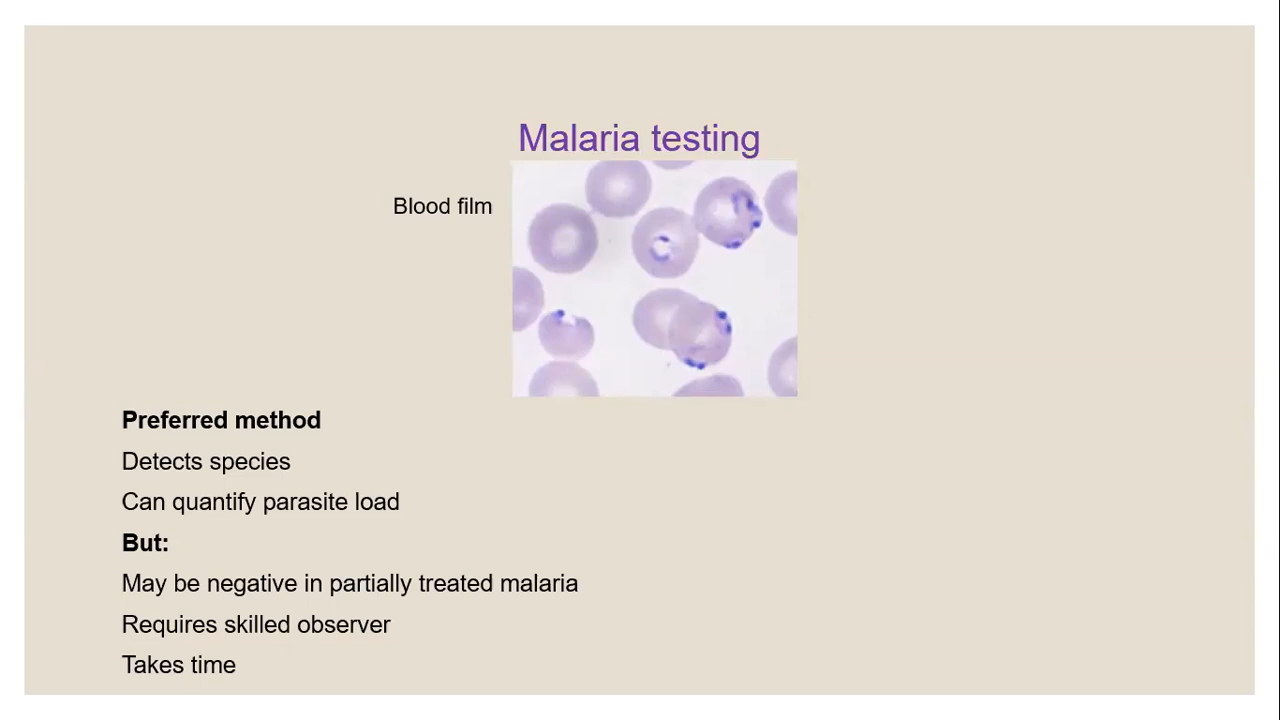 Malaria testing
Blood film
Preferred method
Detects species
Can quantify parasite load
But:
May be negative in partially treated malaria
Requires skilled observer
Takes time